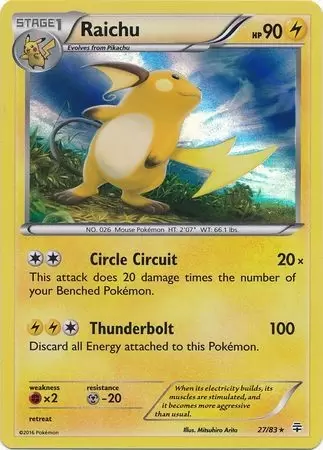 STAGE1 Raichu HP 90
Evolves from Pikachu
NO. 026 Mouse Pokémon HT: 2'07" WT: 66.1 lbs.
Circle Circuit 20×
This attack does 20 damage times the number of
your Benched Pokémon.
Thunderbolt 100
Discard all Energy attached to this Pokémon.
weakness resistance
×2 -20
retreat
When its electricity builds, its
muscles are stimulated, and
it becomes more aggressive
than usual.
©2016 Pokémon Illus. Mitsuhiro Arita 27/83 ★